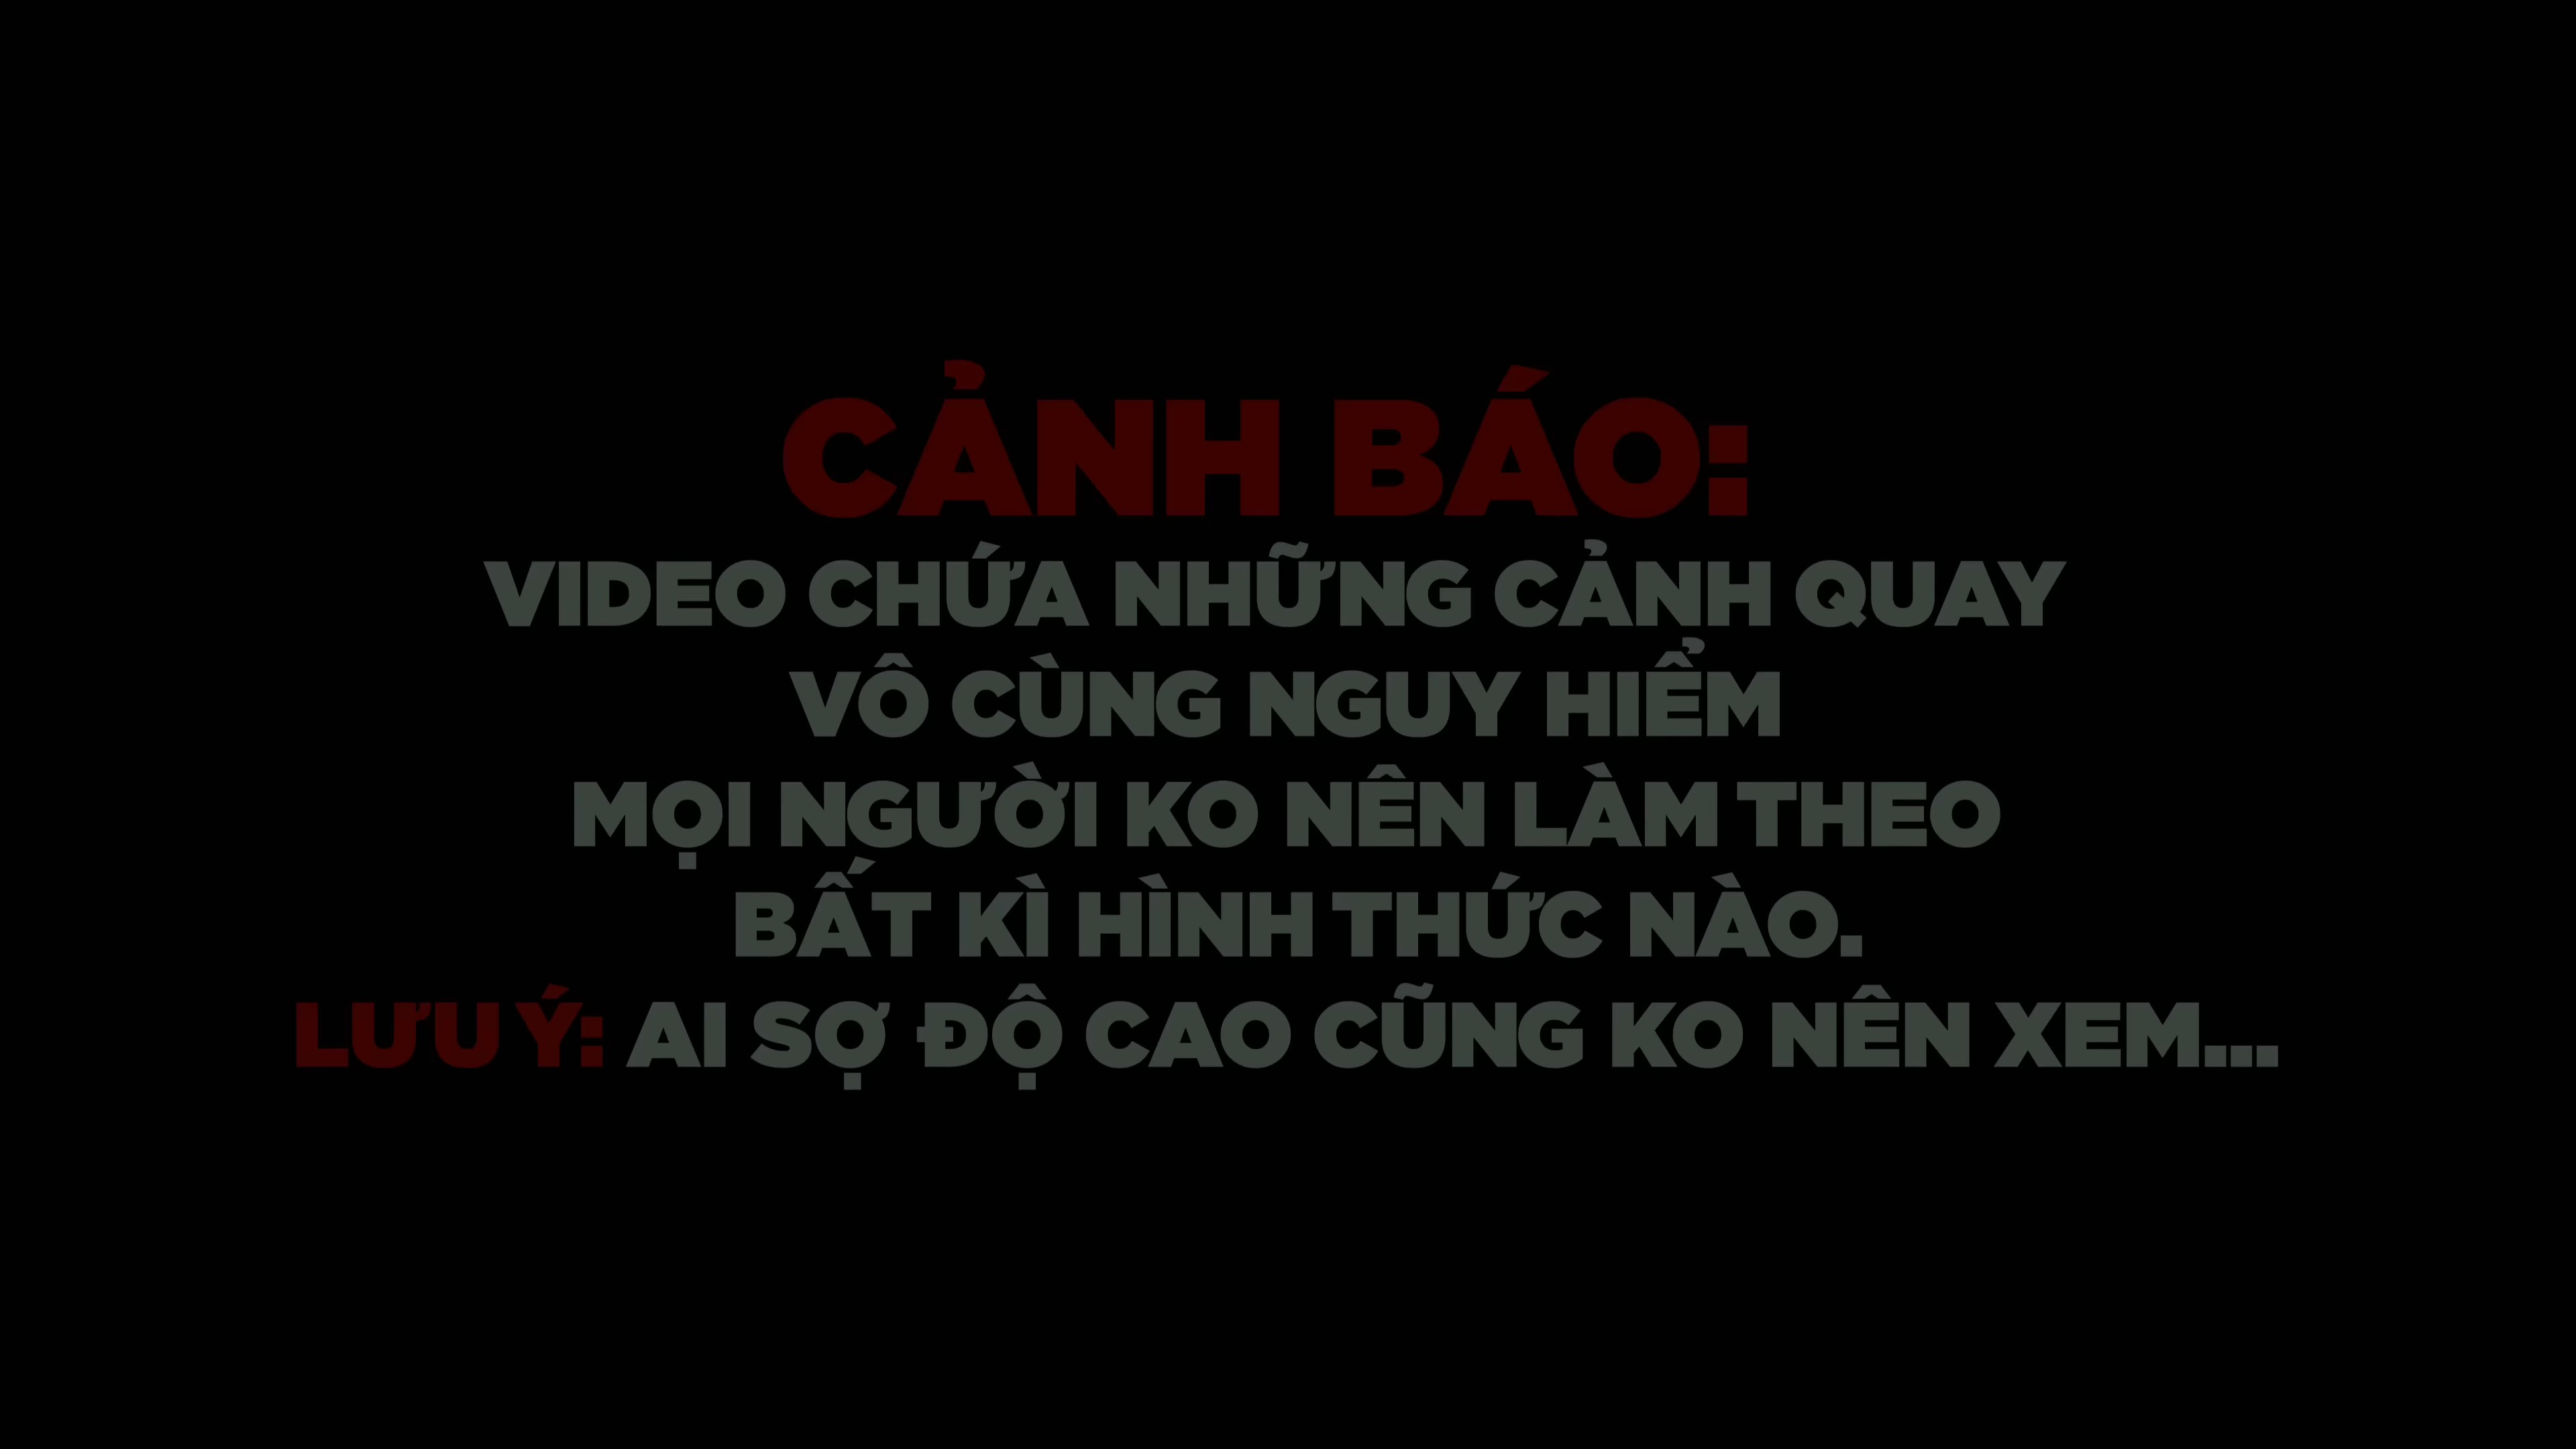 CẢNH BÁO:
VIDEO CHỨA NHỮNG CẢNH QUAY
VÔ CÙNG NGUY HIỂM
MỌI NGƯỜI KO NÊN LÀM THEO
BẤT KÌ HÌNH THỨC NÀO.
LƯU Ý: AI SỢ ĐỘ CAO CŨNG KO NÊN XEM...